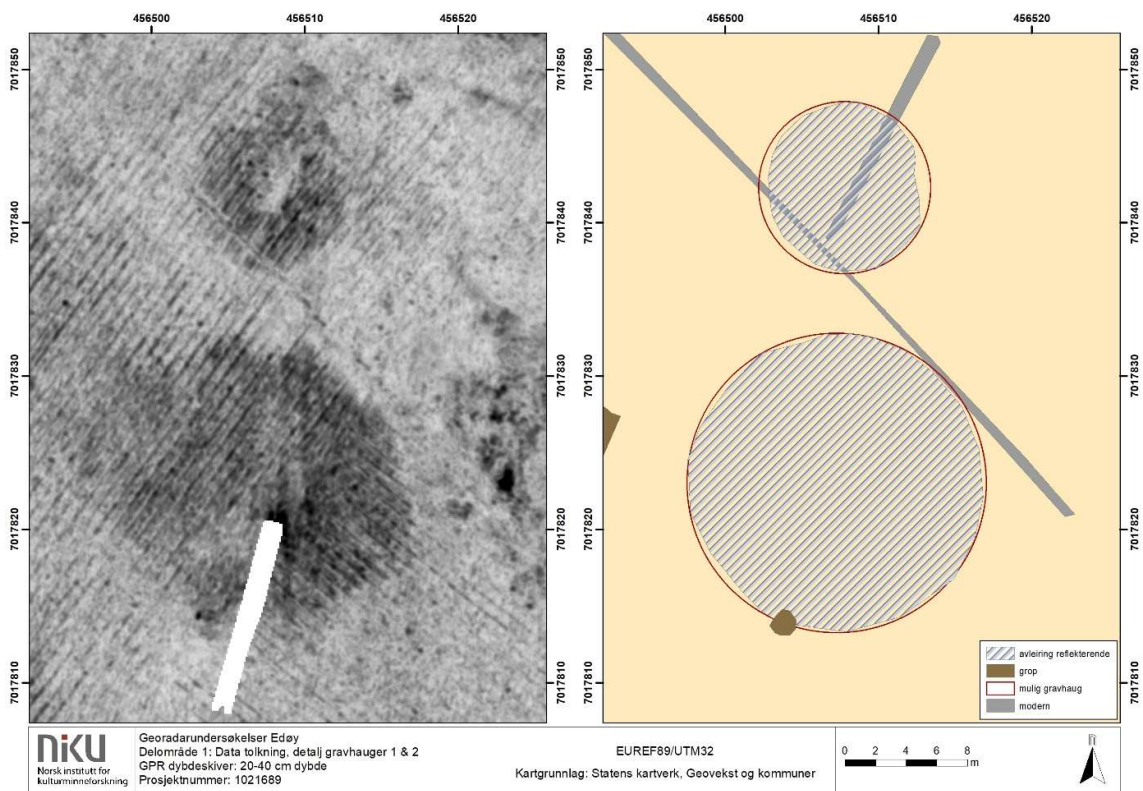 456500 456510 456520
456500 456510 456520
7017850
7017840
7017830
7017820
7017810
7017850
7017840
7017830
7017820
7017810
7017850
7017840
7017830
7017820
7017810
avleiring reflekterende
grop
mulig gravhaug
modern
niku
Norsk institutt for
kulturminneforskning
Georadarundersøkelser Edøy
Delområde 1; Data tolkning, detalj gravhauger 1 & 2
GPR dybdeskiver: 20-40 cm dybde
Prosjektnummer: 1021689
EUREF89/UTM32
Kartgrunnlag: Statens kartverk, Geovekst og kommuner
0 2 4 6 8
m
n